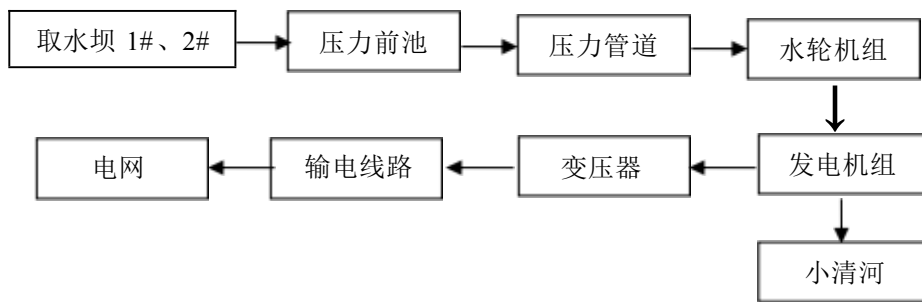 取水坝 1#、2#
压力前池
压力管道
水轮机组
电网
输电线路
变压器
发电机组
小清河